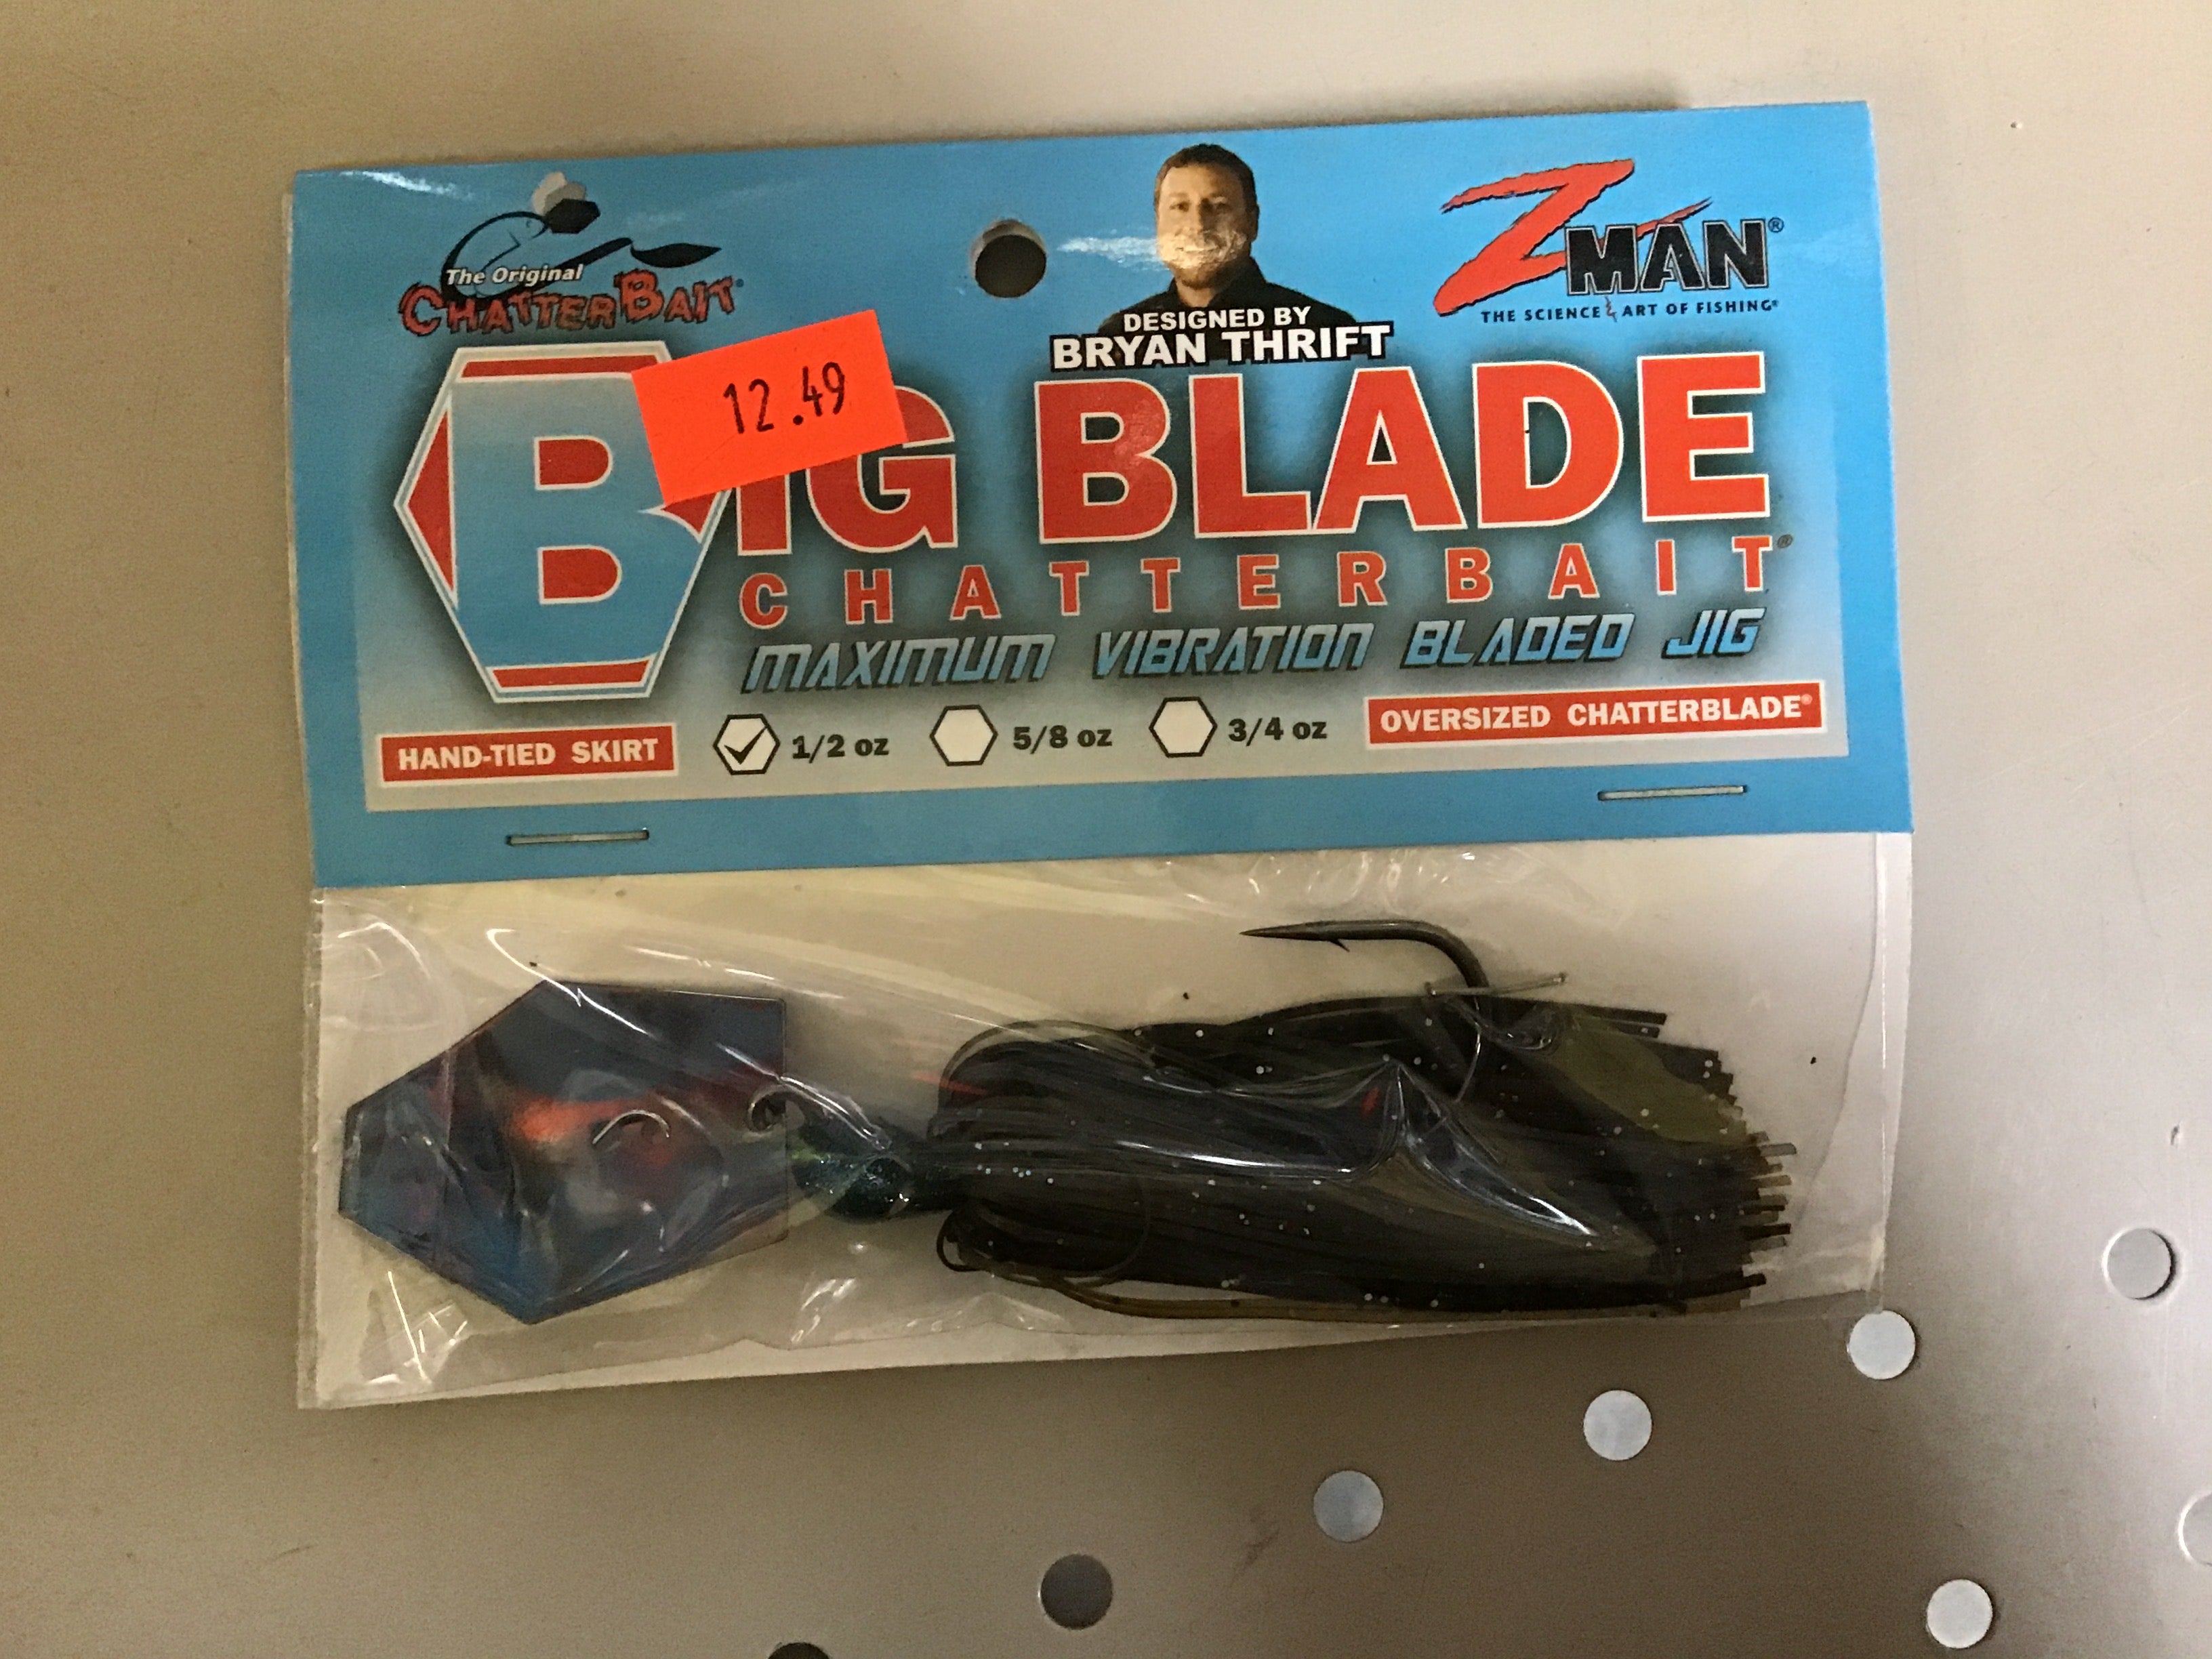 The Original
CHATTERBAIT®
12.49
DESIGNED BY
BRYAN THRIFT
ZMAN®
THE SCIENCE & ART OF FISHING®
BIG BLADE
CHATTERBAIT®
MAXIMUM VIBRATION BLADED JIG
HAND-TIED SKIRT
1/2 oz
5/8 oz
3/4 oz
OVERSIZED CHATTERBLADE®